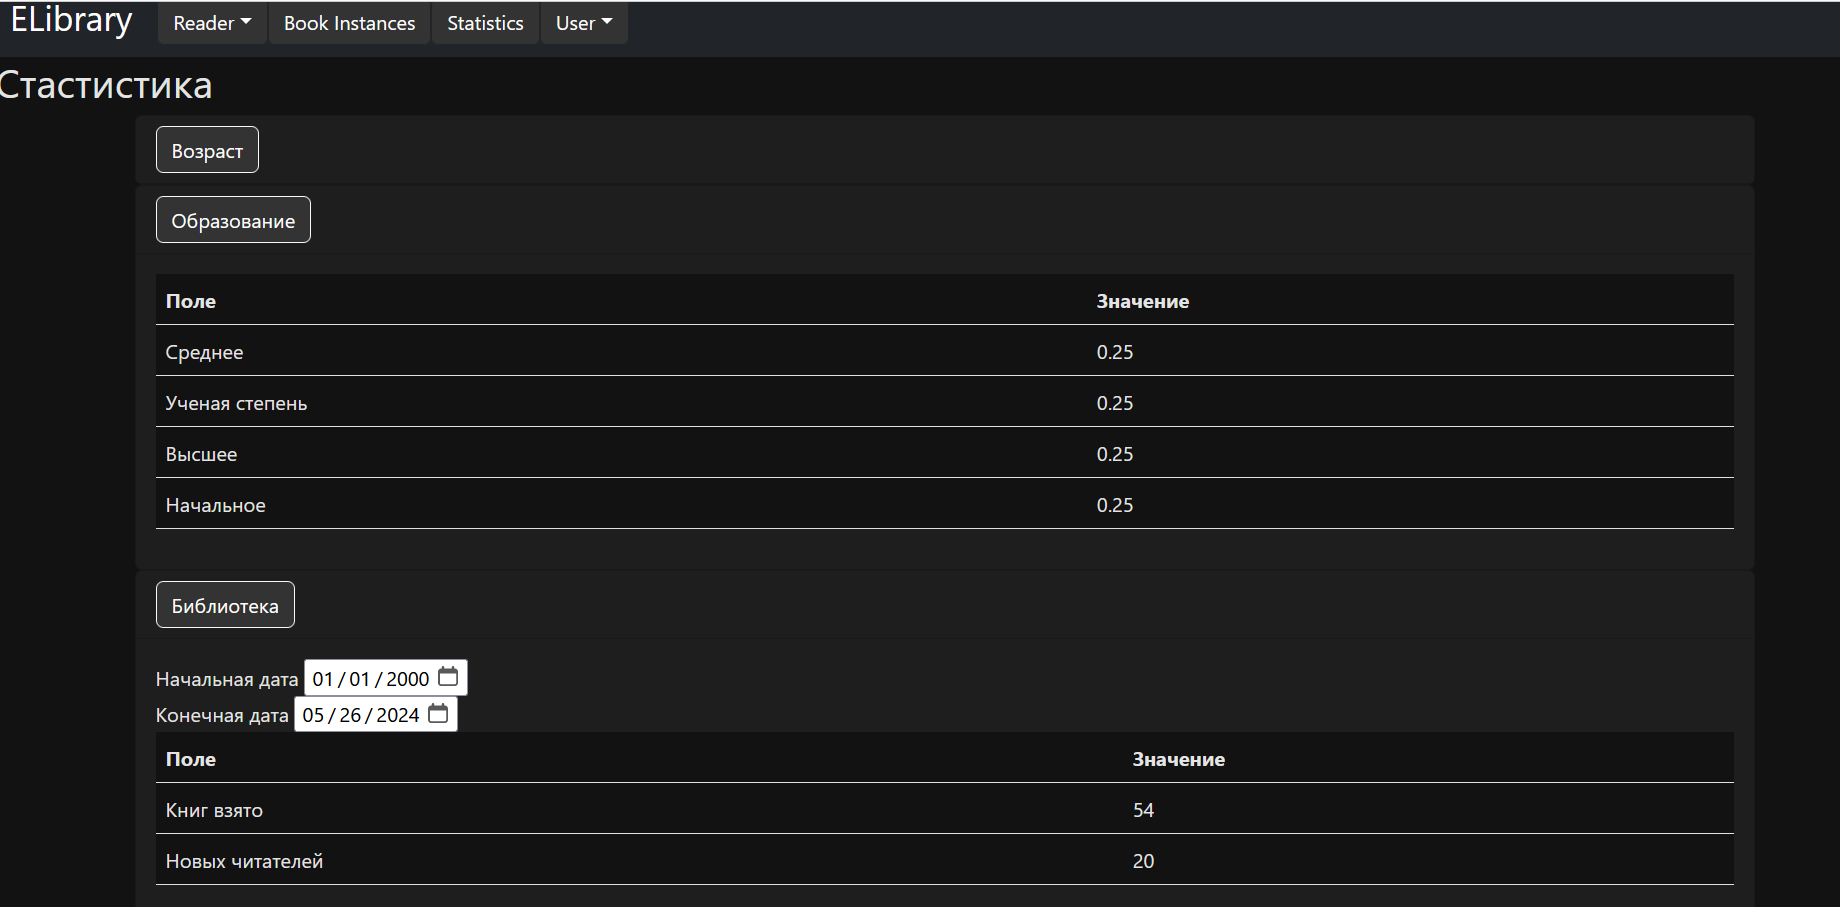 ELibrary Reader Book Instances Statistics User
Стастистика
Возраст
Образование
Поле Значение
Среднее 0.25
Ученая степень 0.25
Высшее 0.25
Начальное 0.25
Библиотека
Начальная дата 01/01/2000
Конечная дата 05/26/2024
Поле Значение
Книг взято 54
Новых читателей 20